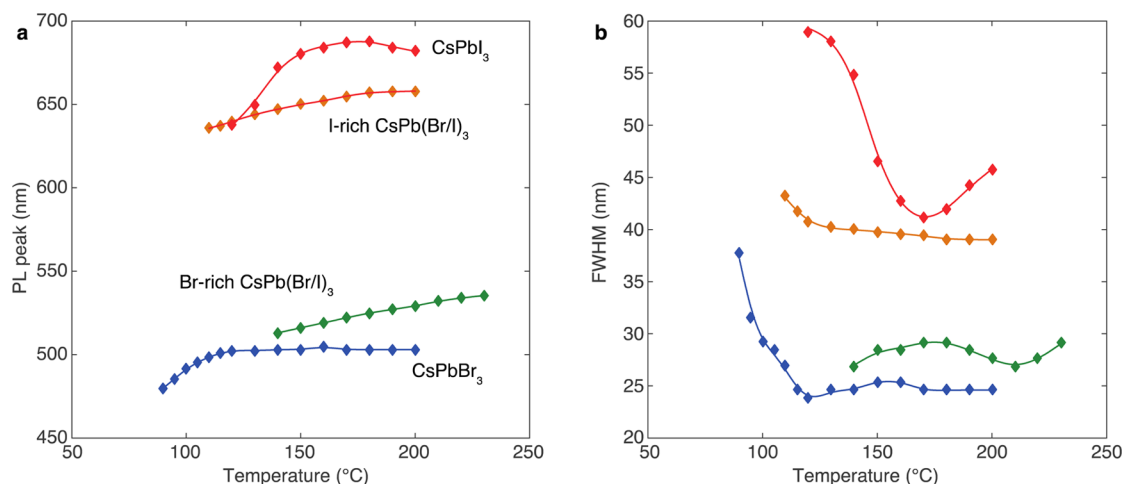 a
700
650
600
550
500
450
PL peak (nm)
CsPbI₃
I-rich CsPb(Br/I)₃
Br-rich CsPb(Br/I)₃
CsPbBr₃
50
100
150
200
250
Temperature (°C)
b
60
55
50
45
40
35
30
25
20
FWHM (nm)
50
100
150
200
250
Temperature (°C)